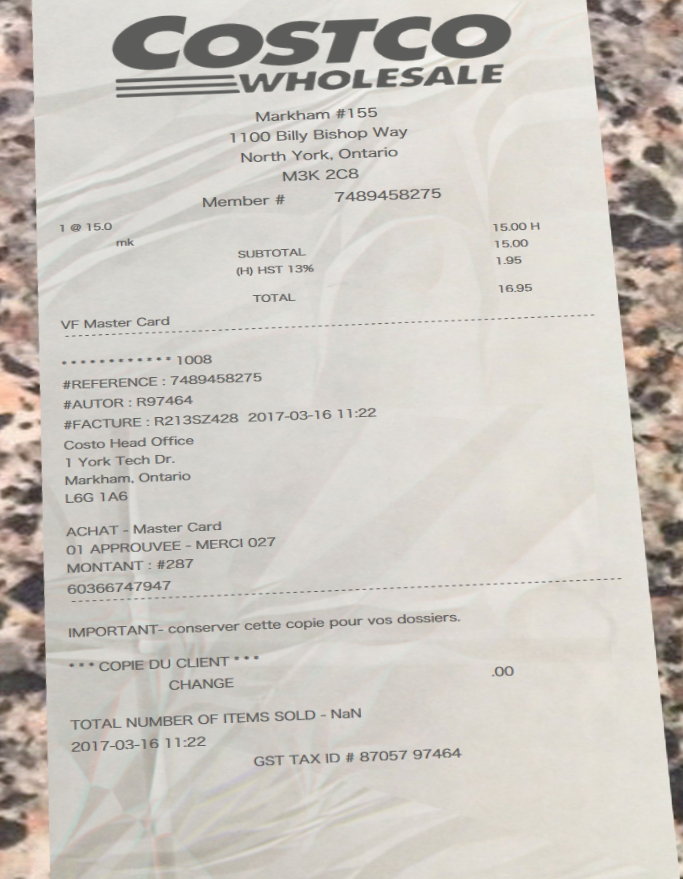 COSTCO
WHOLESALE
Markham #155
1100 Billy Bishop Way
North York, Ontario
M3K 2C8
Member # 7489458275
1 @ 15.0 15.00 H
mk 15.00
SUBTOTAL
(H) HST 13% 1.95
TOTAL 16.95
VF Master Card
* * * * * * * * * * * * 1008
#REFERENCE : 7489458275
#AUTOR : R97464
#FACTURE : R213SZ428 2017-03-16 11:22
Costo Head Office
1 York Tech Dr.
Markham, Ontario
L6G 1A6
ACHAT - Master Card
01 APPROUVEE - MERCI 027
MONTANT : #287
60366747947
IMPORTANT- conserver cette copie pour vos dossiers.
* * * COPIE DU CLIENT * * *
CHANGE .00
TOTAL NUMBER OF ITEMS SOLD - NaN
2017-03-16 11:22
GST TAX ID # 87057 97464